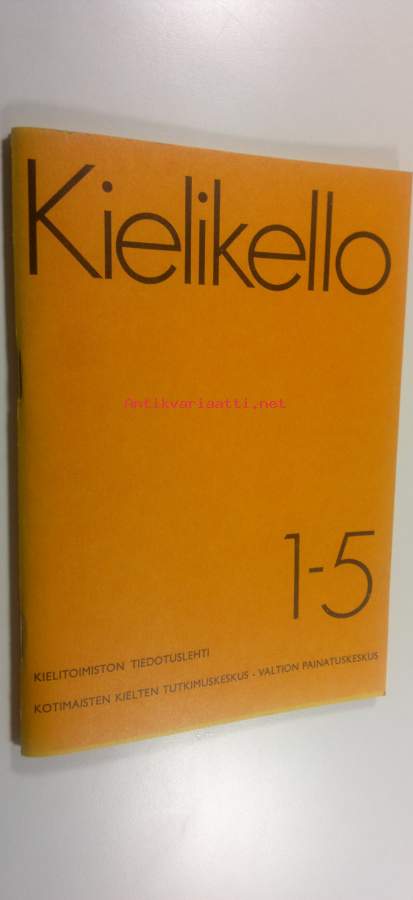 Kielikello
Antikvariaatti.net
1-5
KIELITOIMISTON TIEDOTUSLEHTI
KOTIMAISTEN KIELTEN TUTKIMUSKESKUS - VALTION PAINATUSKESKUS